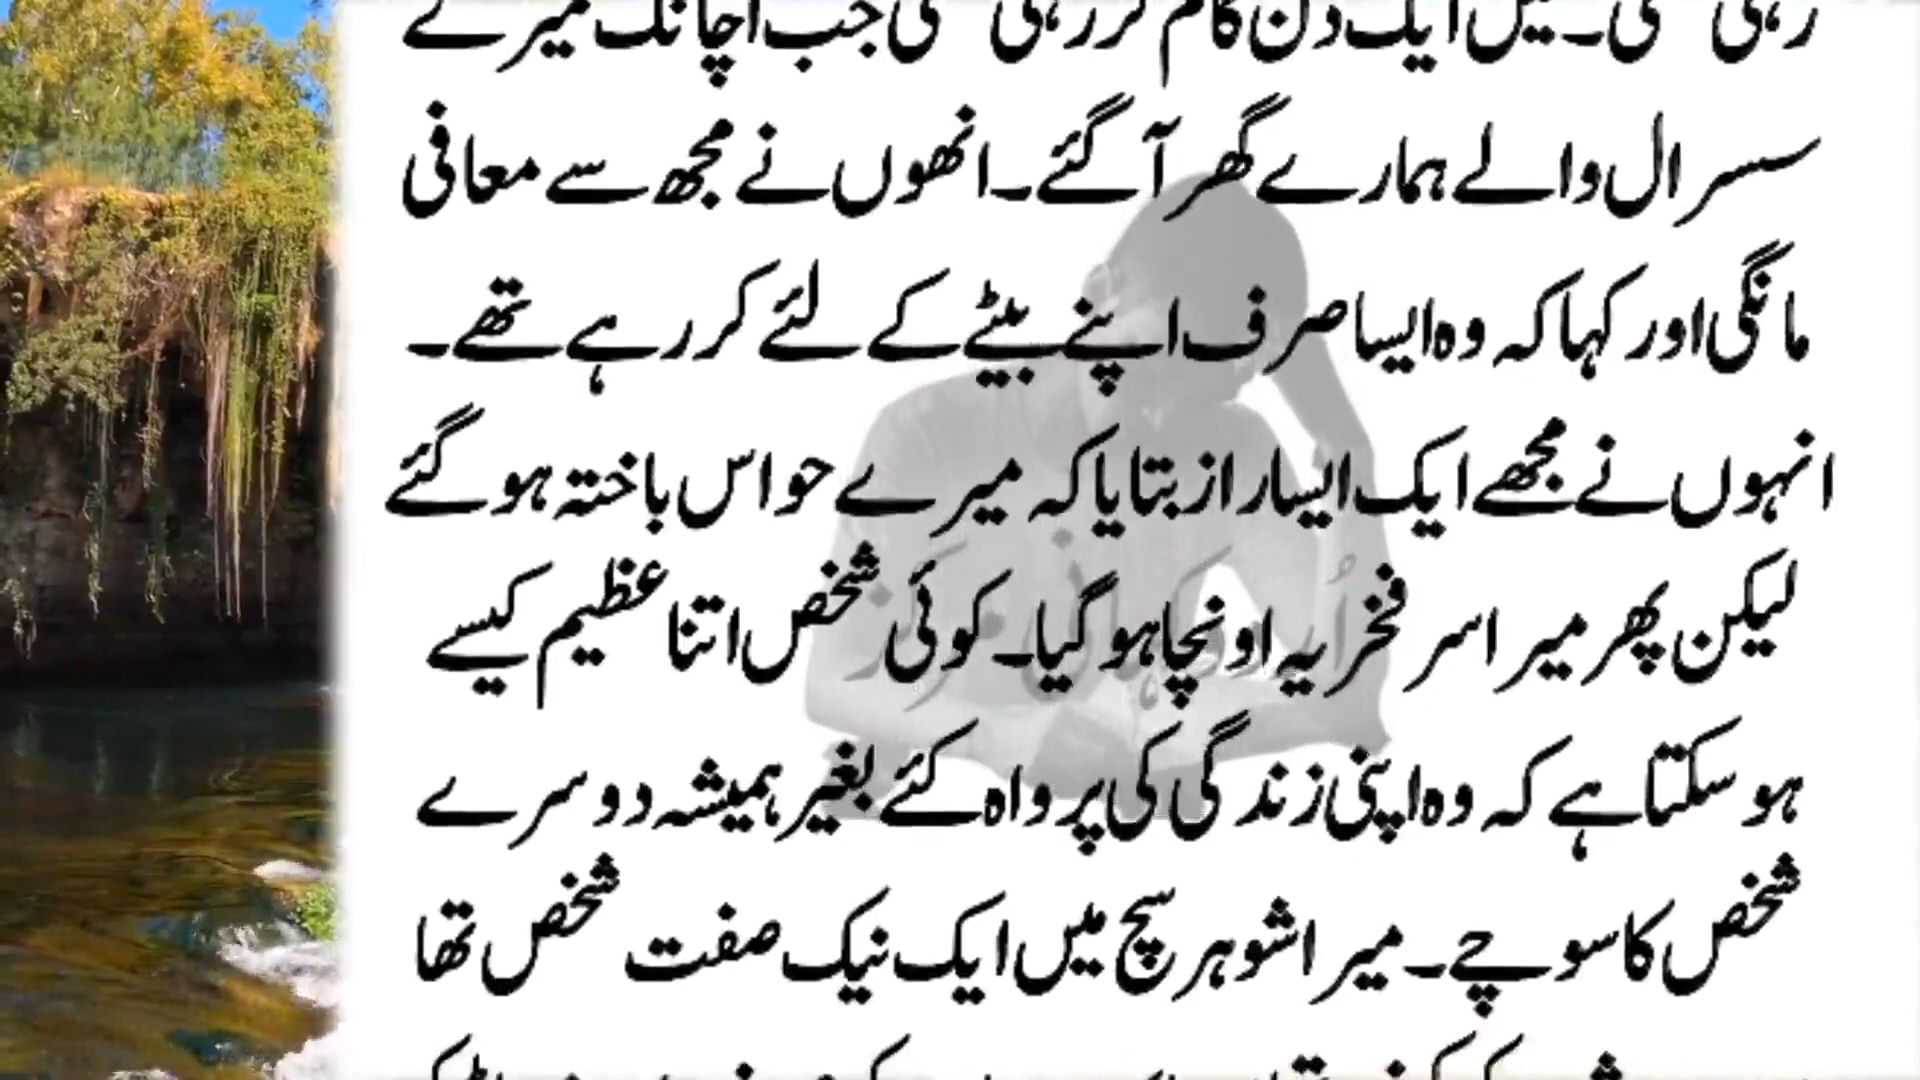 رہی تھی۔ میں ایک دن کام کر رہی تھی جب اچانک میرے
سسرال والے ہمارے گھر آگئے۔ انھوں نے مجھ سے معافی
مانگی اور کہا کہ وہ ایسا صرف اپنے بیٹے کے لئے کر رہے تھے۔
انہوں نے مجھے ایک ایسا راز بتایا کہ میرے حواس باختہ ہو گئے
لیکن پھر میرا سر فخر اُیہ اونچا ہو گیا۔ کوئی شخص اتنا عظیم کیسے
ہو سکتا ہے کہ وہ اپنی زندگی کی پرواہ کئے بغیر ہمیشہ دوسرے
شخص کا سوچے۔ میرا شوہر سچ میں ایک نیک صفت شخص تھا